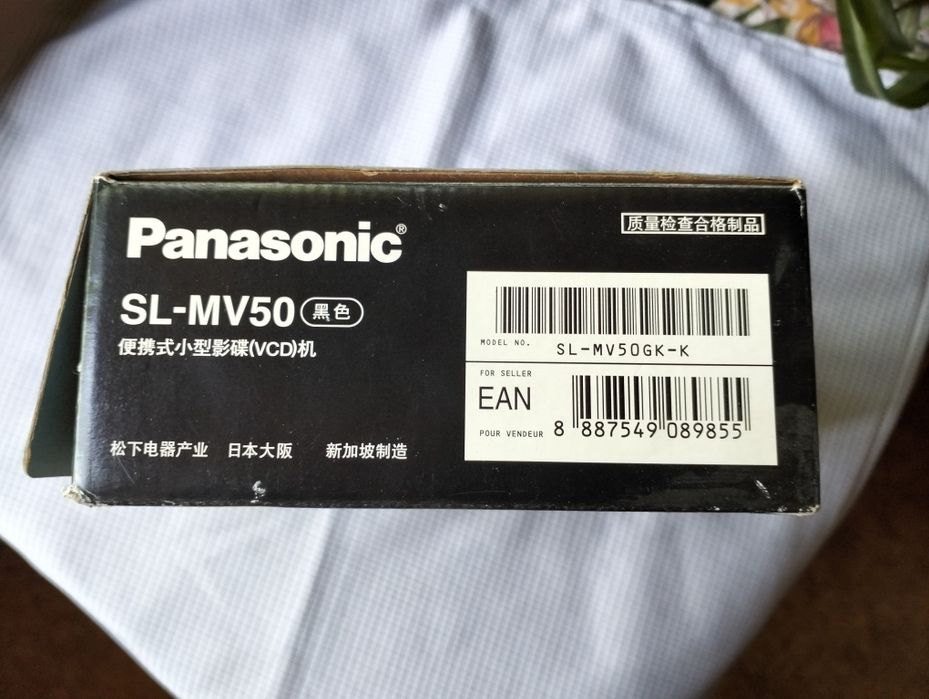 Panasonic®
质量检查合格制品
SL-MV50 黑色
便携式小型影碟(VCD)机
MODEL NO. SL-MV50GK-K
FOR SELLER
EAN
POUR VENDEUR 8 887549 089855
松下电器产业 日本大阪 新加坡制造